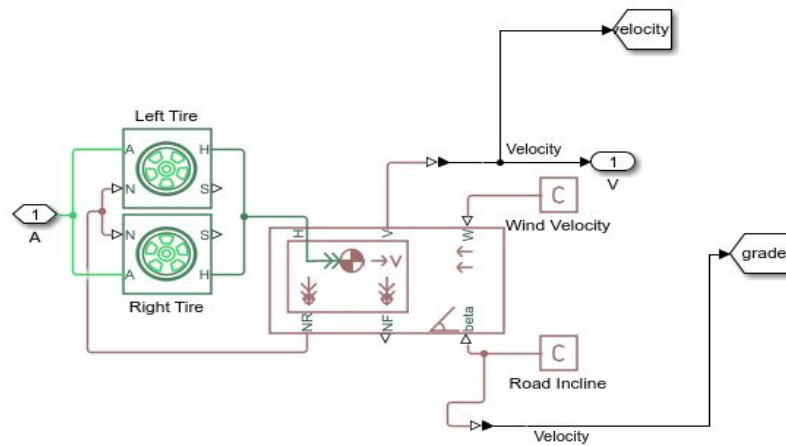 velocity
Left Tire
A
H
Velocity
N
S
1
V
1
A
C
Wind Velocity
N
S
H
V
W
V
A
H
grade
Right Tire
NR
NF
beta
C
Road Incline
Velocity